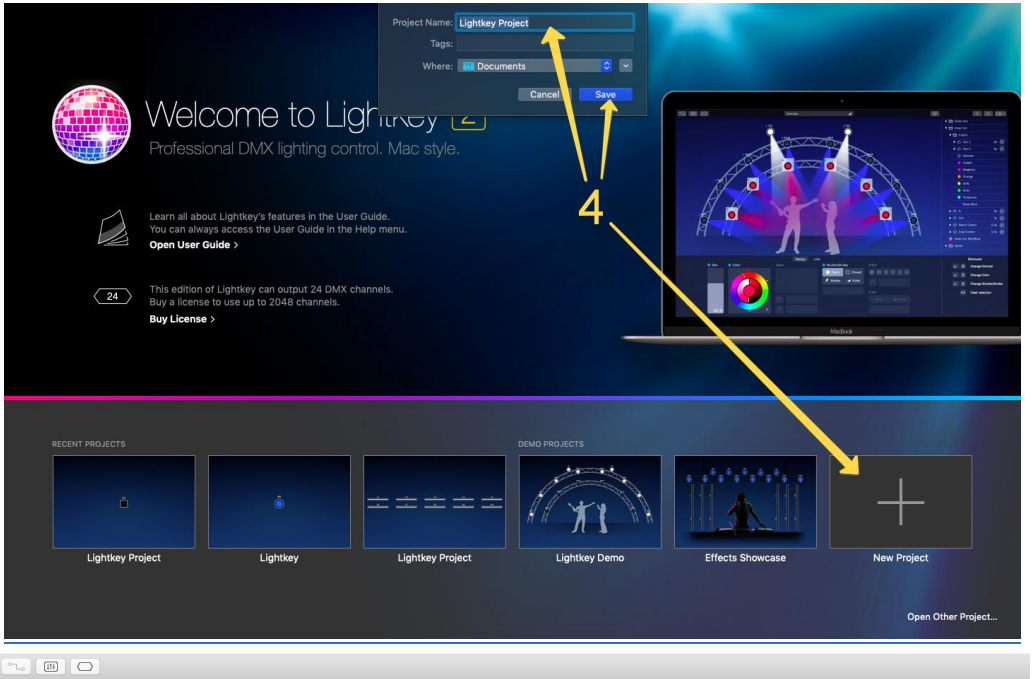 Project Name: Lightkey Project
Tags:
Where: Documents
Cancel Save
Welcome to Lightkey 2
Professional DMX lighting control. Mac style.
4
Learn all about Lightkey's features in the User Guide.
You can always access the User Guide in the Help menu.
Open User Guide >
24
This edition of Lightkey can output 24 DMX channels.
Buy a license to use up to 2048 channels.
Buy License >
MacBook
RECENT PROJECTS
DEMO PROJECTS
Lightkey Project
Lightkey
Lightkey Project
Lightkey Demo
Effects Showcase
New Project
Open Other Project...